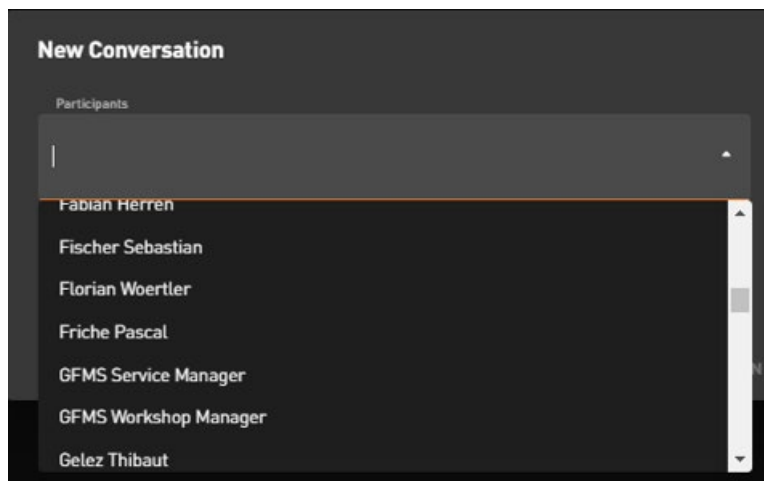 New Conversation
Participants
Fabian Herren
Fischer Sebastian
Florian Woertler
Friche Pascal
GFMS Service Manager
GFMS Workshop Manager
Gelez Thibaut